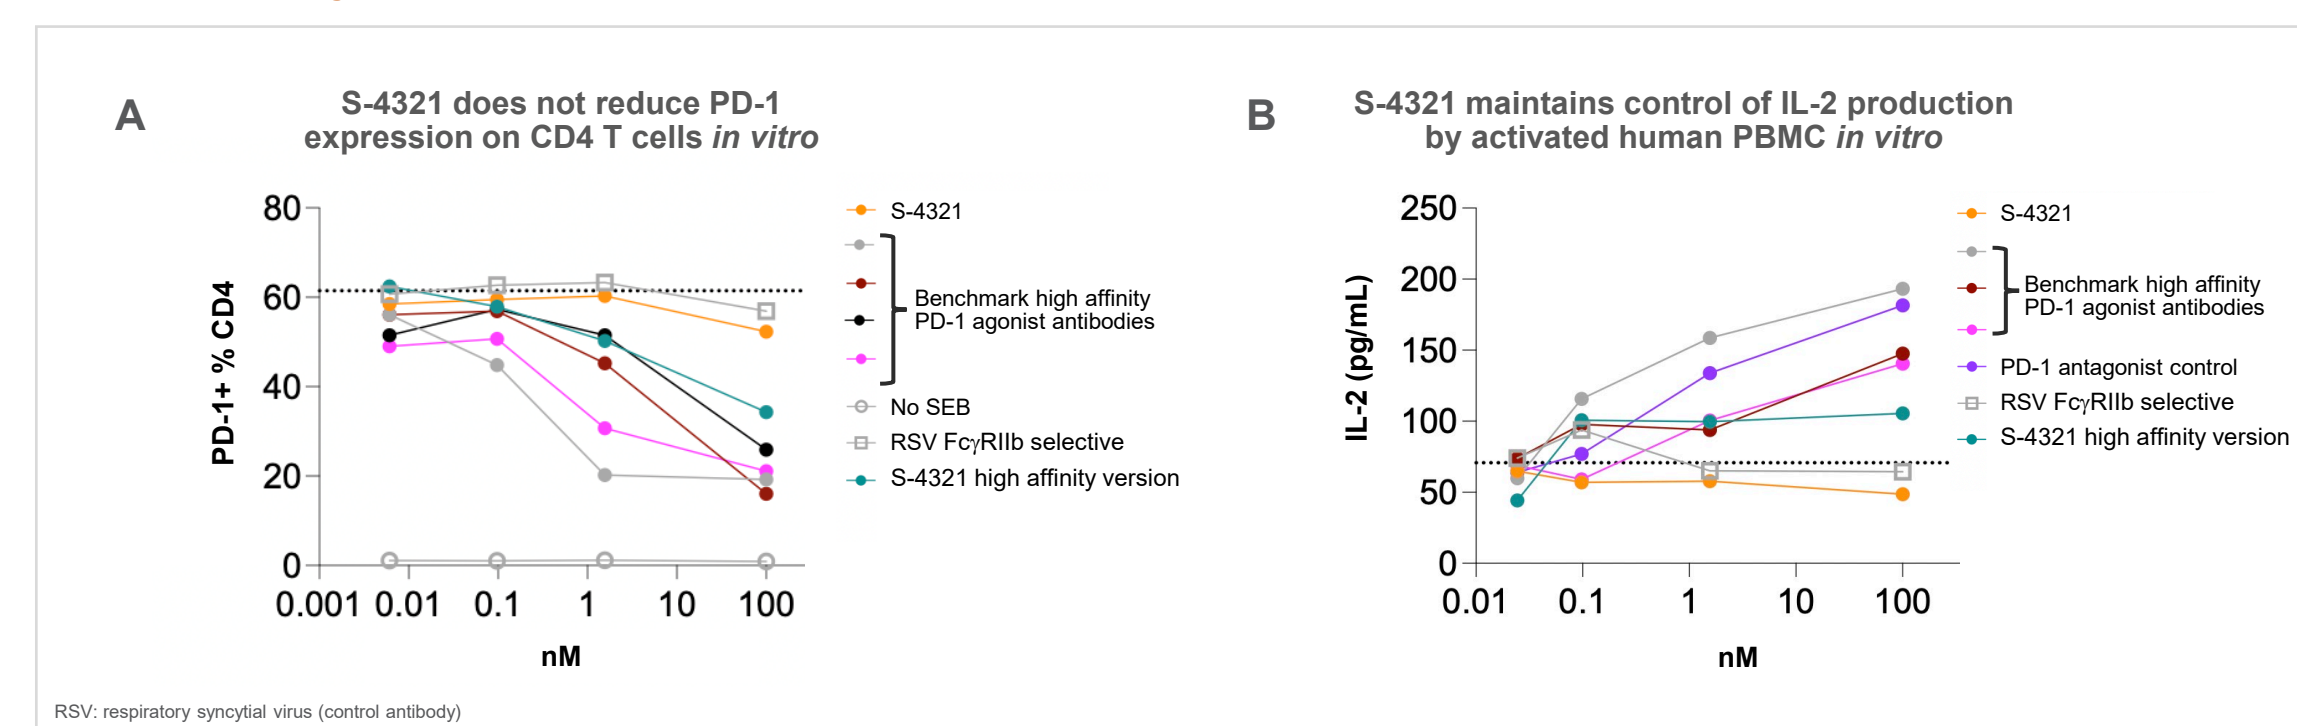 A
S-4321 does not reduce PD-1
expression on CD4 T cells in vitro
PD-1+ % CD4
80
60
40
20
0
0.001
0.01
0.1
1
10
100
nM
S-4321
Benchmark high affinity
PD-1 agonist antibodies
No SEB
RSV FcγRIIb selective
S-4321 high affinity version
B
S-4321 maintains control of IL-2 production
by activated human PBMC in vitro
IL-2 (pg/mL)
250
200
150
100
50
0
0.01
0.1
1
10
100
nM
S-4321
Benchmark high affinity
PD-1 agonist antibodies
PD-1 antagonist control
RSV FcγRIIb selective
S-4321 high affinity version
RSV: respiratory syncytial virus (control antibody)